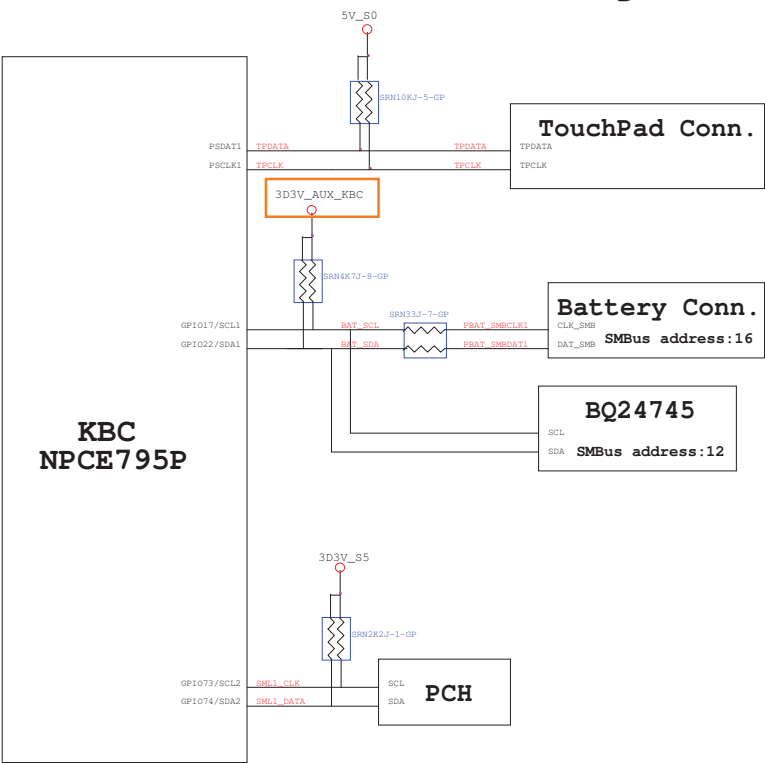 5V_S0
SRN10KJ-5-GP
TouchPad Conn.
PSDAT1 TPDATA TPDATA TPDATA
PSCLK1 TPCLK TPCLK TPCLK
3D3V_AUX_KBC
SRN4K7J-8-GP
SRN33J-7-GP
Battery Conn.
GPIO17/SCL1 BAT_SCL PBAT_SMBCLK1 CLK_SMB
SMBus address:16
GPIO22/SDA1 BAT_SDA PBAT_SMBDAT1 DAT_SMB
BQ24745
SCL
SDA SMBus address:12
KBC
NPCE795P
3D3V_S5
SRN2K2J-1-GP
GPIO73/SCL2 SML1_CLK SCL
PCH
GPIO74/SDA2 SML1_DATA SDA